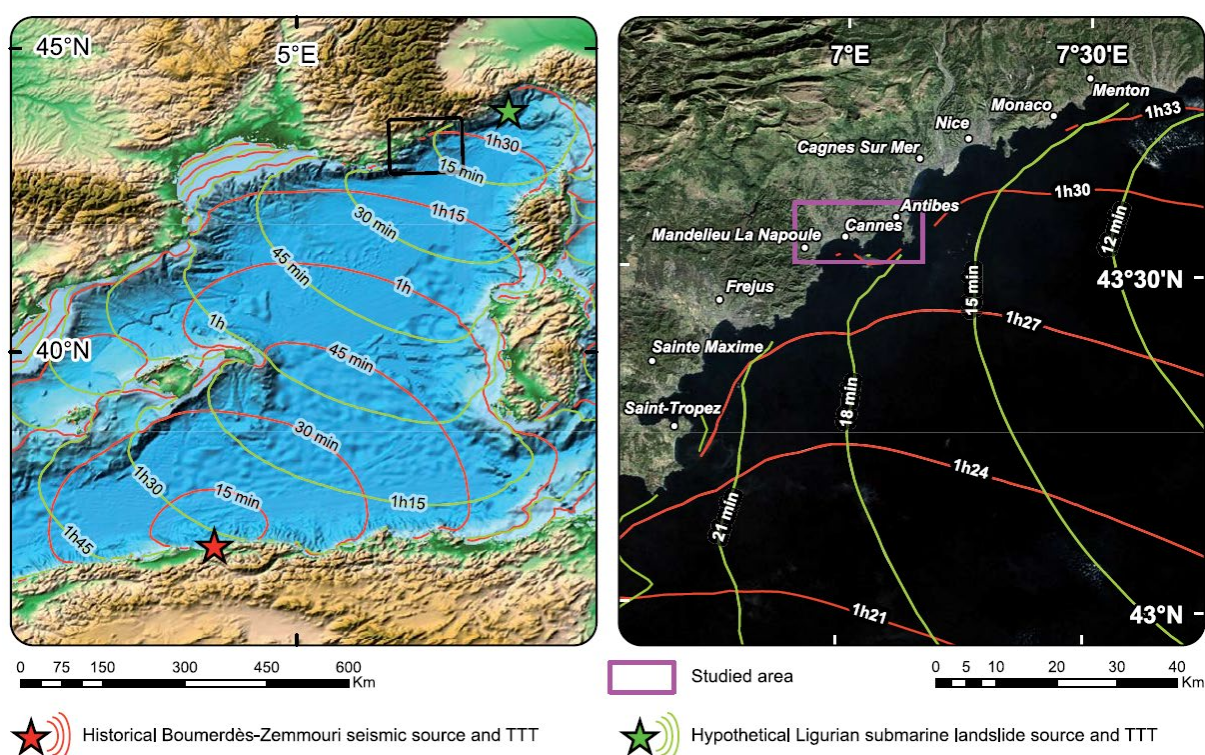 45°N
5°E
1h30
15 min
1h15
30 min
45 min
1h
1h
40°N
45 min
30 min
15 min
1h30
1h15
1h45
0 75 150 300 450 600
Km
7°E
7°30'E
Menton
Monaco
1h33
Nice
Cagnes Sur Mer
1h30
Antibes
12 min
Cannes
Mandelieu La Napoule
43°30'N
15 min
Frejus
1h27
Sainte Maxime
18 min
Saint-Tropez
1h24
21 min
1h21
43°N
Studied area
0 5 10 20 30 40
Km
Historical Boumerdès-Zemmouri seismic source and TTT
Hypothetical Ligurian submarine landslide source and TTT